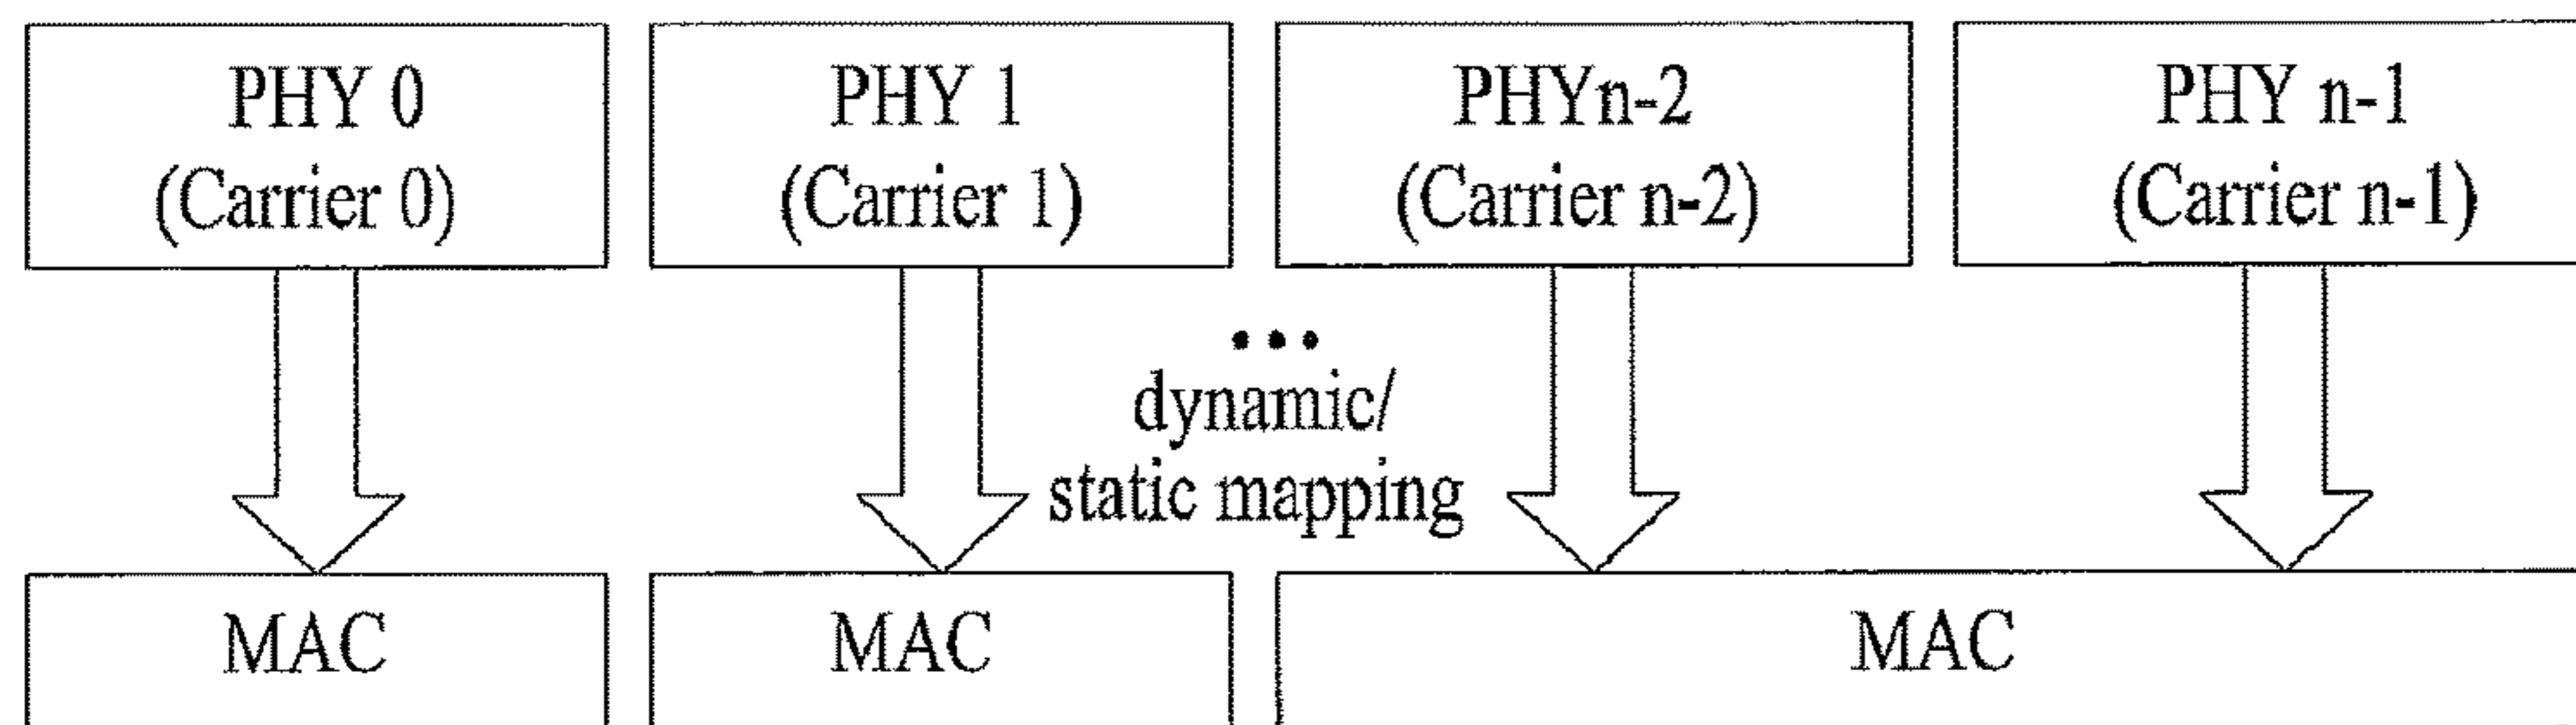 PHY 0
(Carrier 0)
PHY 1
(Carrier 1)
PHYn-2
(Carrier n-2)
PHY n-1
(Carrier n-1)
•••
dynamic/
static mapping
MAC
MAC
MAC